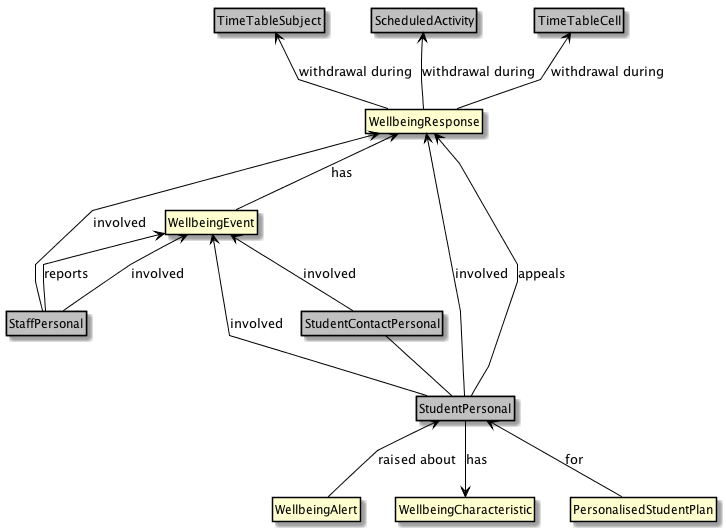 TimeTableSubject
ScheduledActivity
TimeTableCell
withdrawal during
withdrawal during
withdrawal during
WellbeingResponse
has
WellbeingEvent
involved
reports
involved
involved
involved
appeals
StaffPersonal
StudentContactPersonal
involved
StudentPersonal
raised about
has
for
WellbeingAlert
WellbeingCharacteristic
PersonalisedStudentPlan